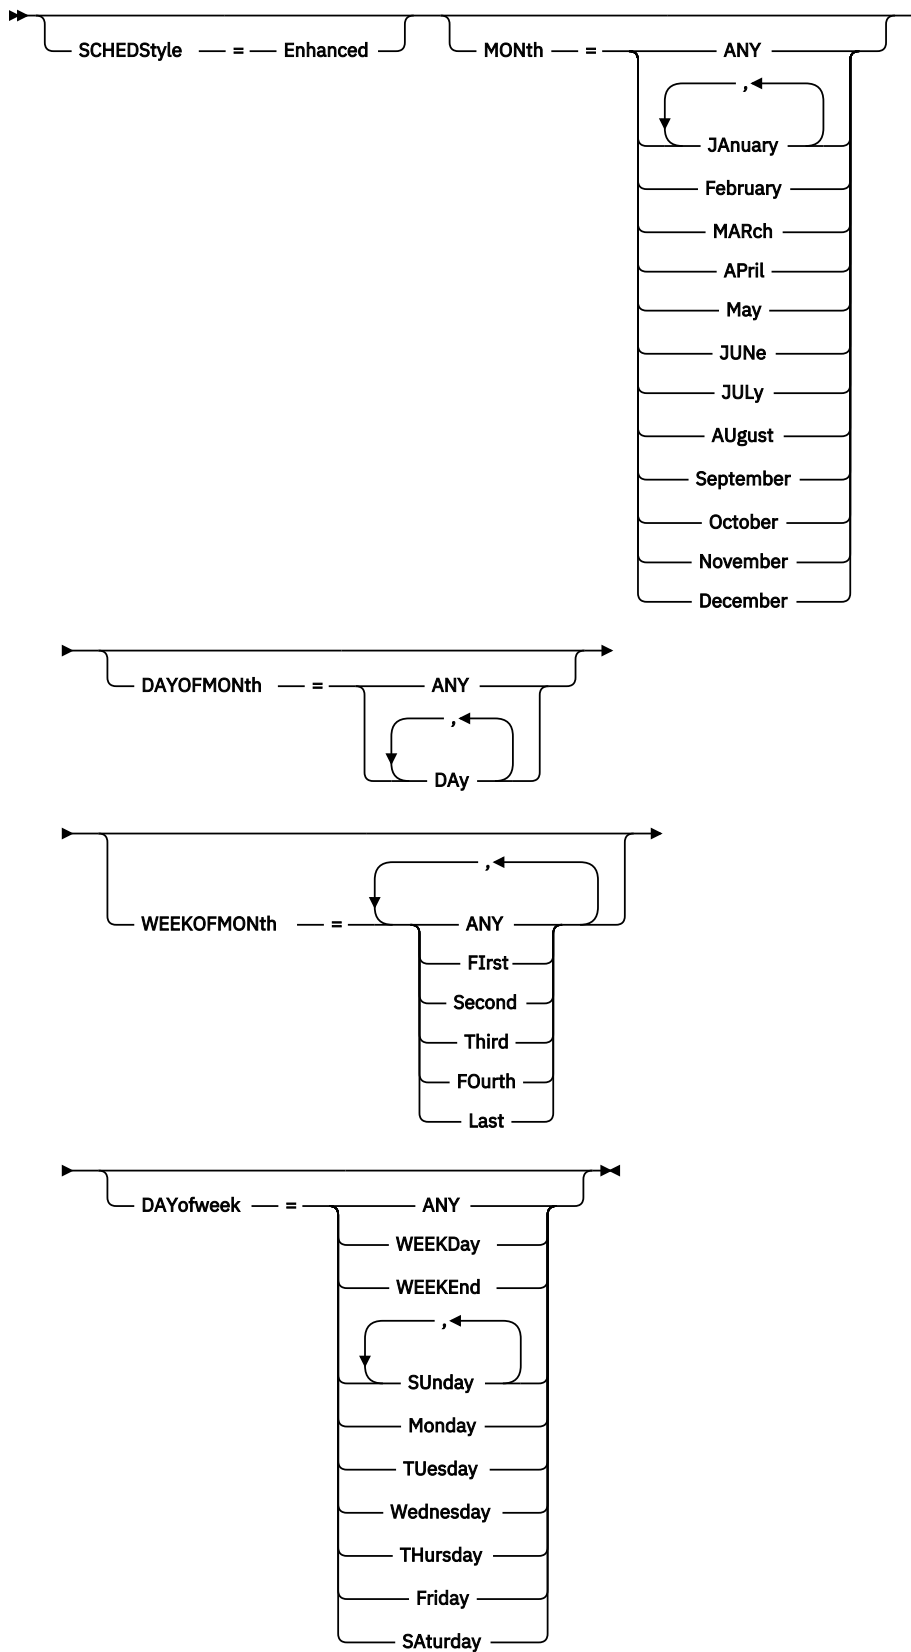 SCHEDStyle = Enhanced MONth = ANY
,
JAnuary
February
MARch
APril
May
JUNe
JULy
AUgust
September
October
November
December
DAYOFMONth = ANY
,
DAy
,
WEEKOFMONth = ANY
FIrst
Second
Third
FOurth
Last
DAYofweek = ANY
WEEKDay
WEEKEnd
,
SUnday
Monday
TUesday
Wednesday
THursday
Friday
SAturday